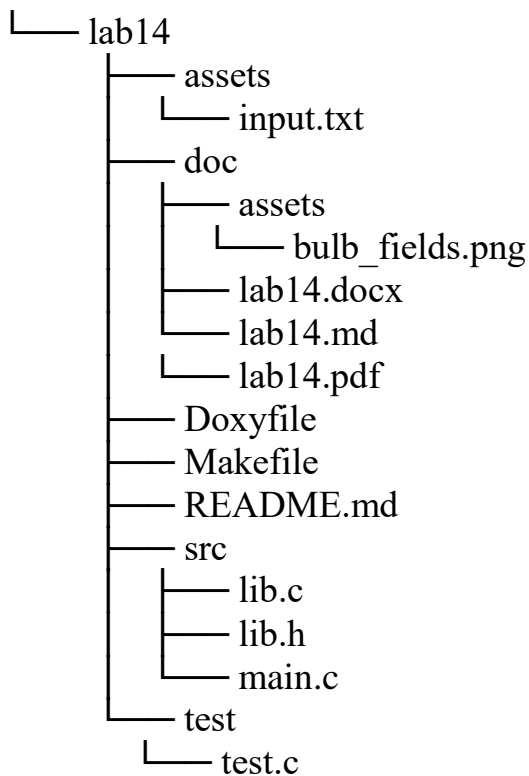 lab14
assets
input.txt
doc
assets
bulb_fields.png
lab14.docx
lab14.md
lab14.pdf
Doxyfile
Makefile
README.md
src
lib.c
lib.h
main.c
test
test.c